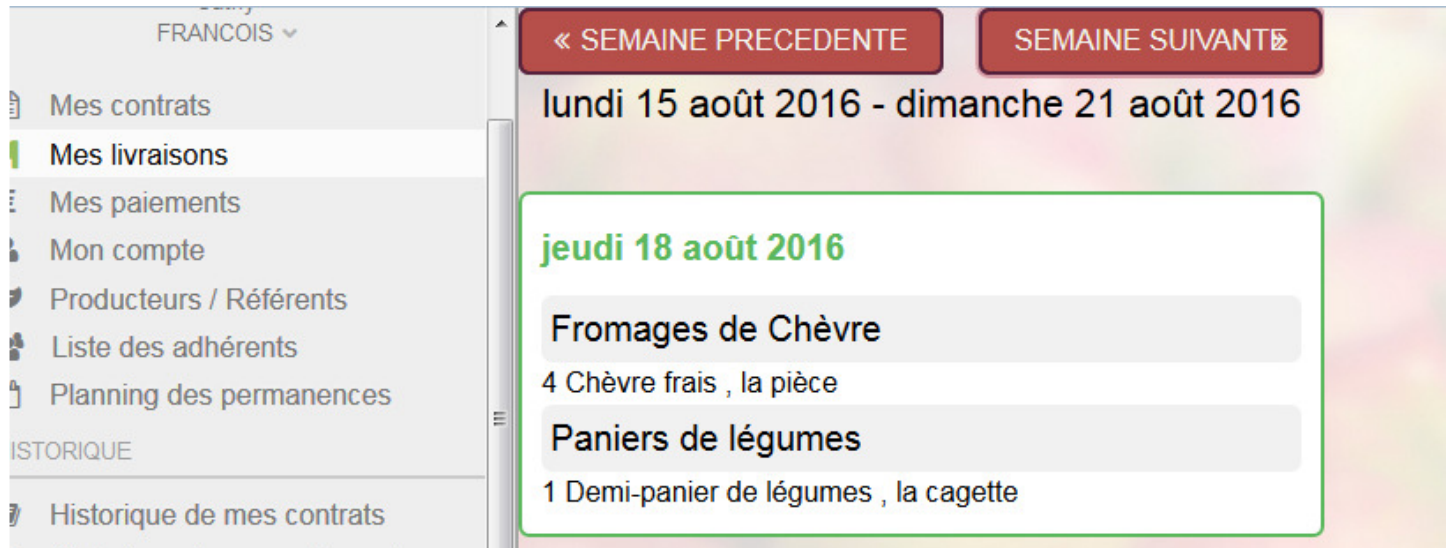 FRANCOIS
Mes contrats
Mes livraisons
Mes paiements
Mon compte
Producteurs / Référents
Liste des adhérents
Planning des permanences
ISTORIQUE
Historique de mes contrats
« SEMAINE PRECEDENTE
SEMAINE SUIVANTE »
lundi 15 août 2016 - dimanche 21 août 2016
jeudi 18 août 2016
Fromages de Chèvre
4 Chèvre frais , la pièce
Paniers de légumes
1 Demi-panier de légumes , la cagette